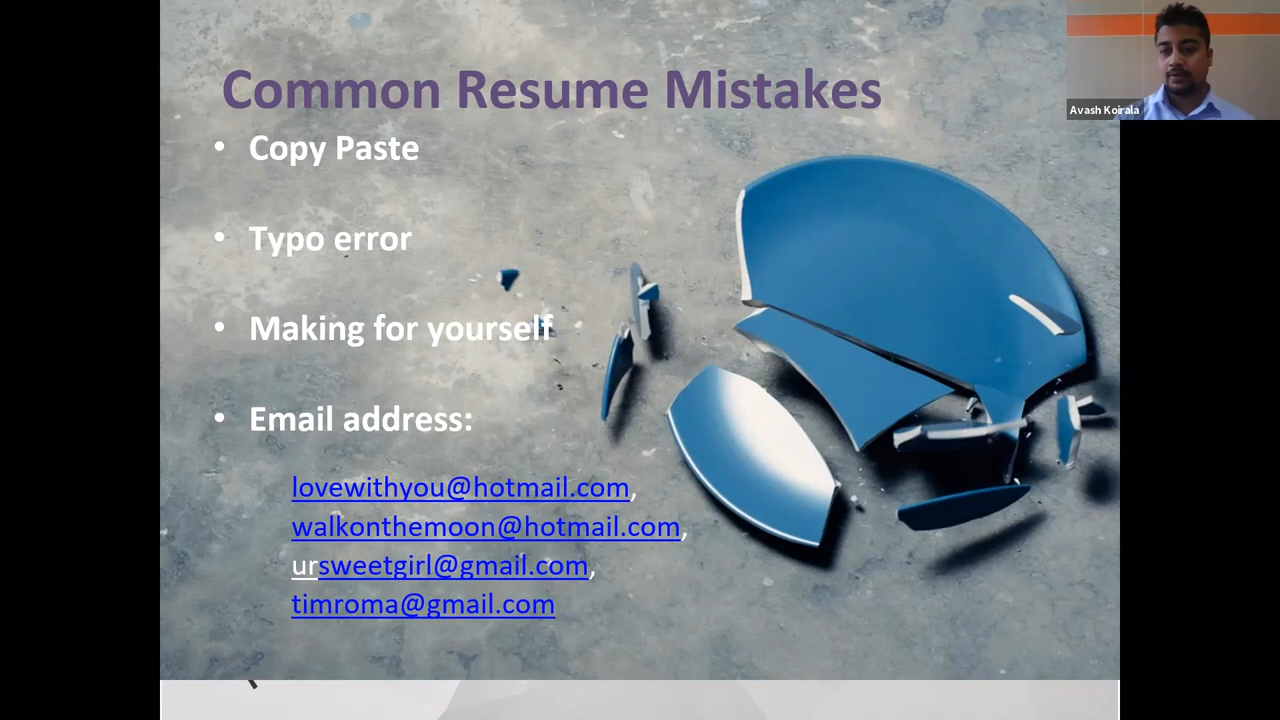 Common Resume Mistakes
Avash Koirala
• Copy Paste
• Typo error
• Making for yourself
• Email address:
lovewithyou@hotmail.com,
walkonthemoon@hotmail.com,
ursweetgirl@gmail.com,
timroma@gmail.com